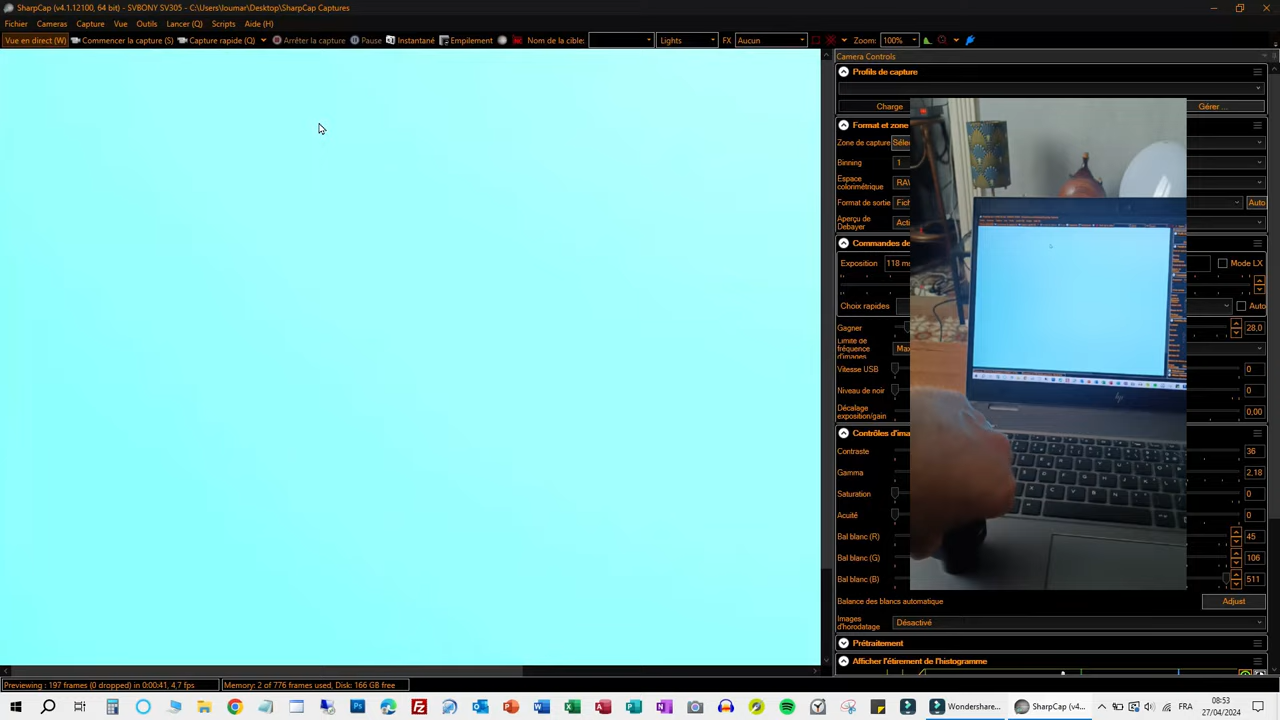 SharpCap (v4.1.12100, 64 bit) - SVBONY SV305 - C:\Users\loumar\Desktop\SharpCap Captures
Fichier Cameras Capture Vue Outils Lancer (Q) Scripts Aide (H)
Vue en direct (W) Commencer la capture (S) Capture rapide (Q) Arrêter la capture Pause Instantané Empilement Nom de la cible: Lights FX Aucun Zoom: 100%
Camera Controls
Profils de capture
Charge Gérer ...
Format et zone
Zone de capture Séle
Binning 1
Espace
colorimétrique RAW
Format de sortie Fich Auto
Aperçu de
Debayer Acti
Commandes de
Exposition 118 ms Mode LX
Choix rapides Auto
Gagner 28,0
Limite de
fréquence
d'images Max
Vitesse USB 0
Niveau de noir 0
Décalage
exposition/gain 0,00
Contrôles d'ima
Contraste 36
Gamma 2,18
Saturation 0
Acuité 0
Bal blanc (R) 45
Bal blanc (G) 106
Bal blanc (B) 511
Balance des blancs automatique Adjust
Images
d'horodatage Désactivé
Prétraitement
Afficher l'étirement de l'histogramme
Previewing : 197 frames (0 dropped) in 0:00:41, 4,7 fps Memory: 2 of 776 frames used, Disk: 166 GB free
Wondershare... SharpCap (v4... FRA 08:53
27/04/2024